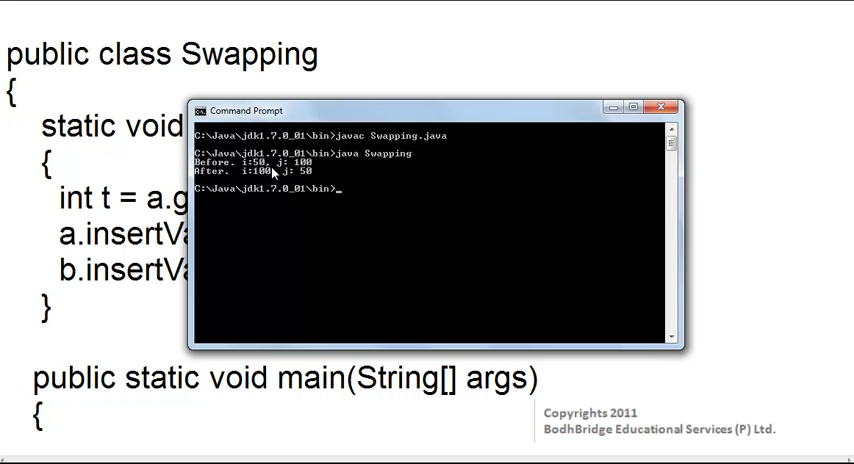 public class Swapping
{
static void
{
int t = a.g
a.insertVa
b.insertVa
}
public static void main(String[] args)
{
Command Prompt
C:\Java\jdk1.7.0_01\bin>javac Swapping.java
C:\Java\jdk1.7.0_01\bin>java Swapping
Before. i:50, j: 100
After. i:100, j: 50
C:\Java\jdk1.7.0_01\bin>_
Copyrights 2011
BodhBridge Educational Services (P) Ltd.